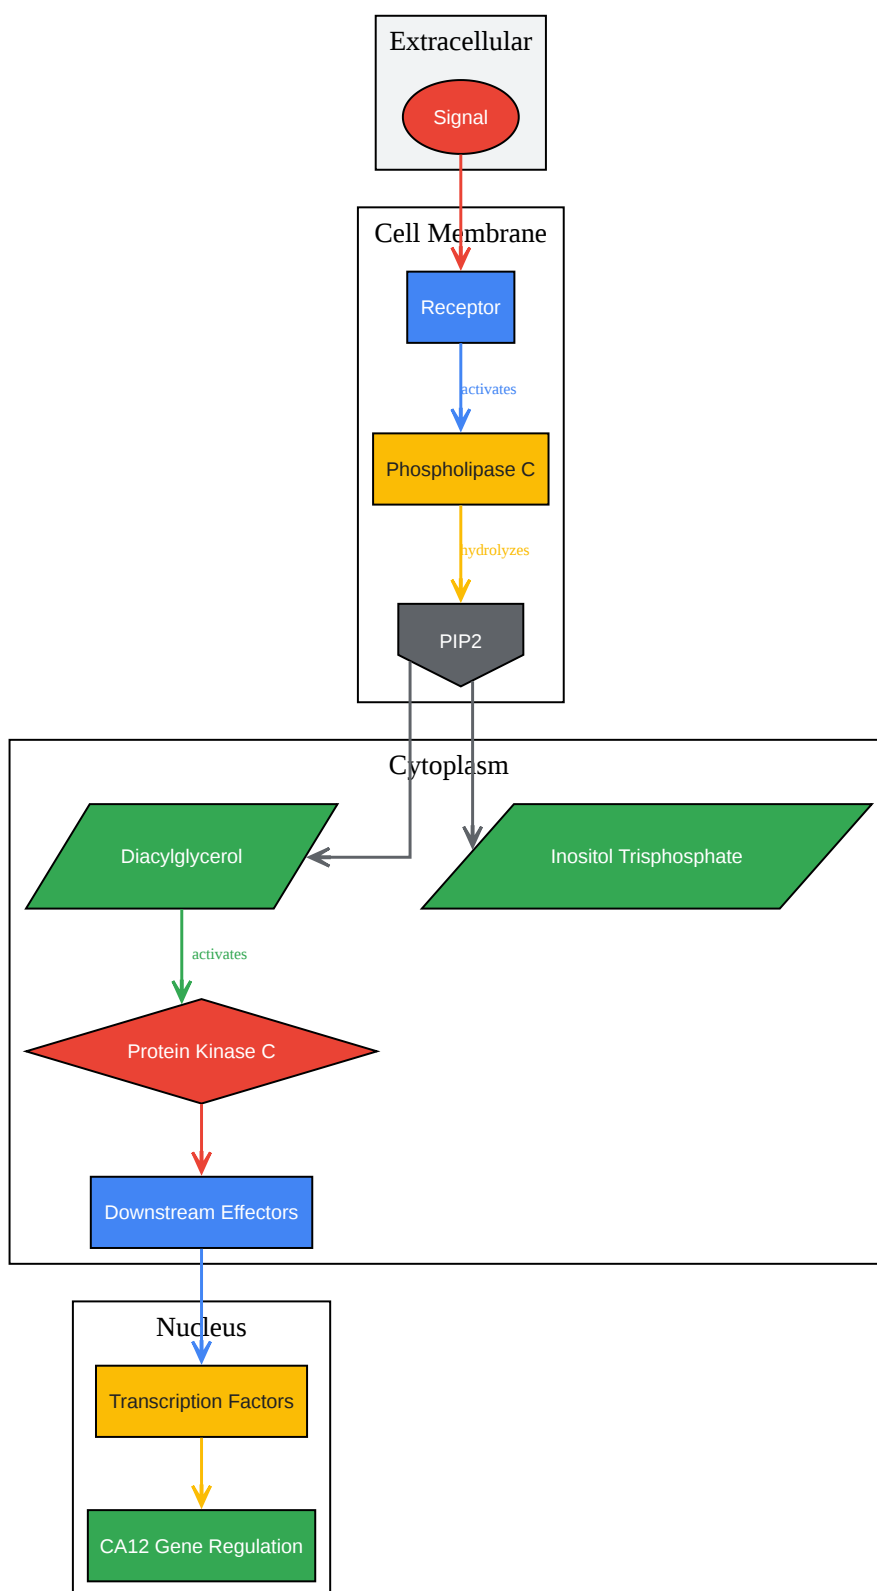 Extracellular
Signal
Cell Membrane
Receptor
activates
Phospholipase C
hydrolyzes
PIP2
Cytoplasm
Diacylglycerol
Inositol Trisphosphate
activates
Protein Kinase C
Downstream Effectors
Nucleus
Transcription Factors
CA12 Gene Regulation